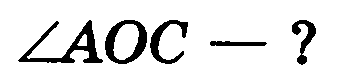 ∠AOC — ?